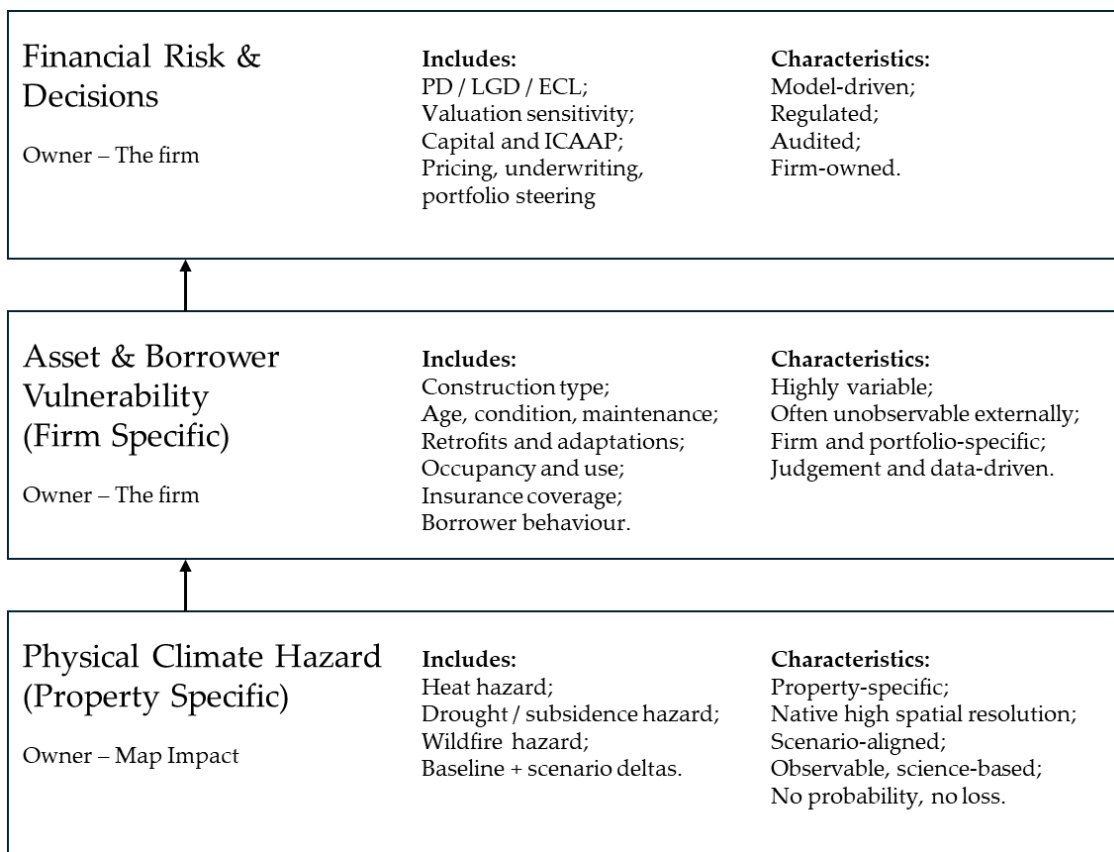 Financial Risk &
Decisions
Owner – The firm
Includes:
PD / LGD / ECL;
Valuation sensitivity;
Capital and ICAAP;
Pricing, underwriting,
portfolio steering
Characteristics:
Model-driven;
Regulated;
Audited;
Firm-owned.
Asset & Borrower
Vulnerability
(Firm Specific)
Owner – The firm
Includes:
Construction type;
Age, condition, maintenance;
Retrofits and adaptations;
Occupancy and use;
Insurance coverage;
Borrower behaviour.
Characteristics:
Highly variable;
Often unobservable externally;
Firm and portfolio-specific;
Judgement and data-driven.
Physical Climate Hazard
(Property Specific)
Owner – Map Impact
Includes:
Heat hazard;
Drought / subsidence hazard;
Wildfire hazard;
Baseline + scenario deltas.
Characteristics:
Property-specific;
Native high spatial resolution;
Scenario-aligned;
Observable, science-based;
No probability, no loss.